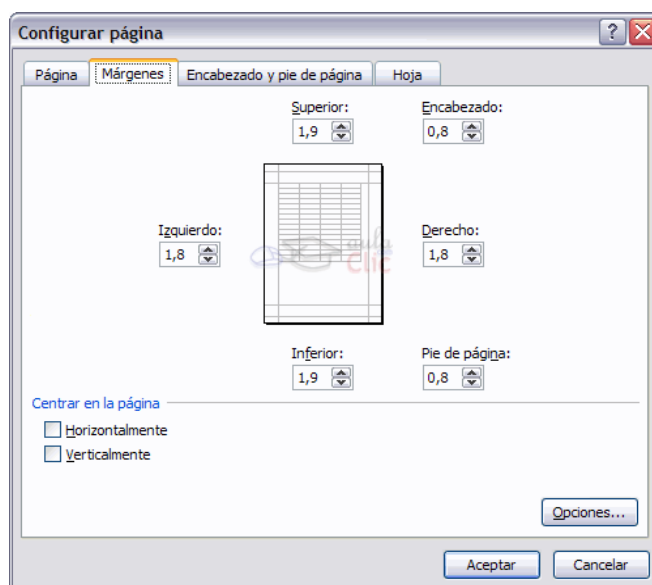 Configurar página
Página Márgenes Encabezado y pie de página Hoja
Superior: Encabezado:
1,9 0,8
Izquierdo: Derecho:
1,8 1,8
aula
Clic
Inferior: Pie de página:
1,9 0,8
Centrar en la página
Horizontalmente
Verticalmente
Opciones...
Aceptar Cancelar